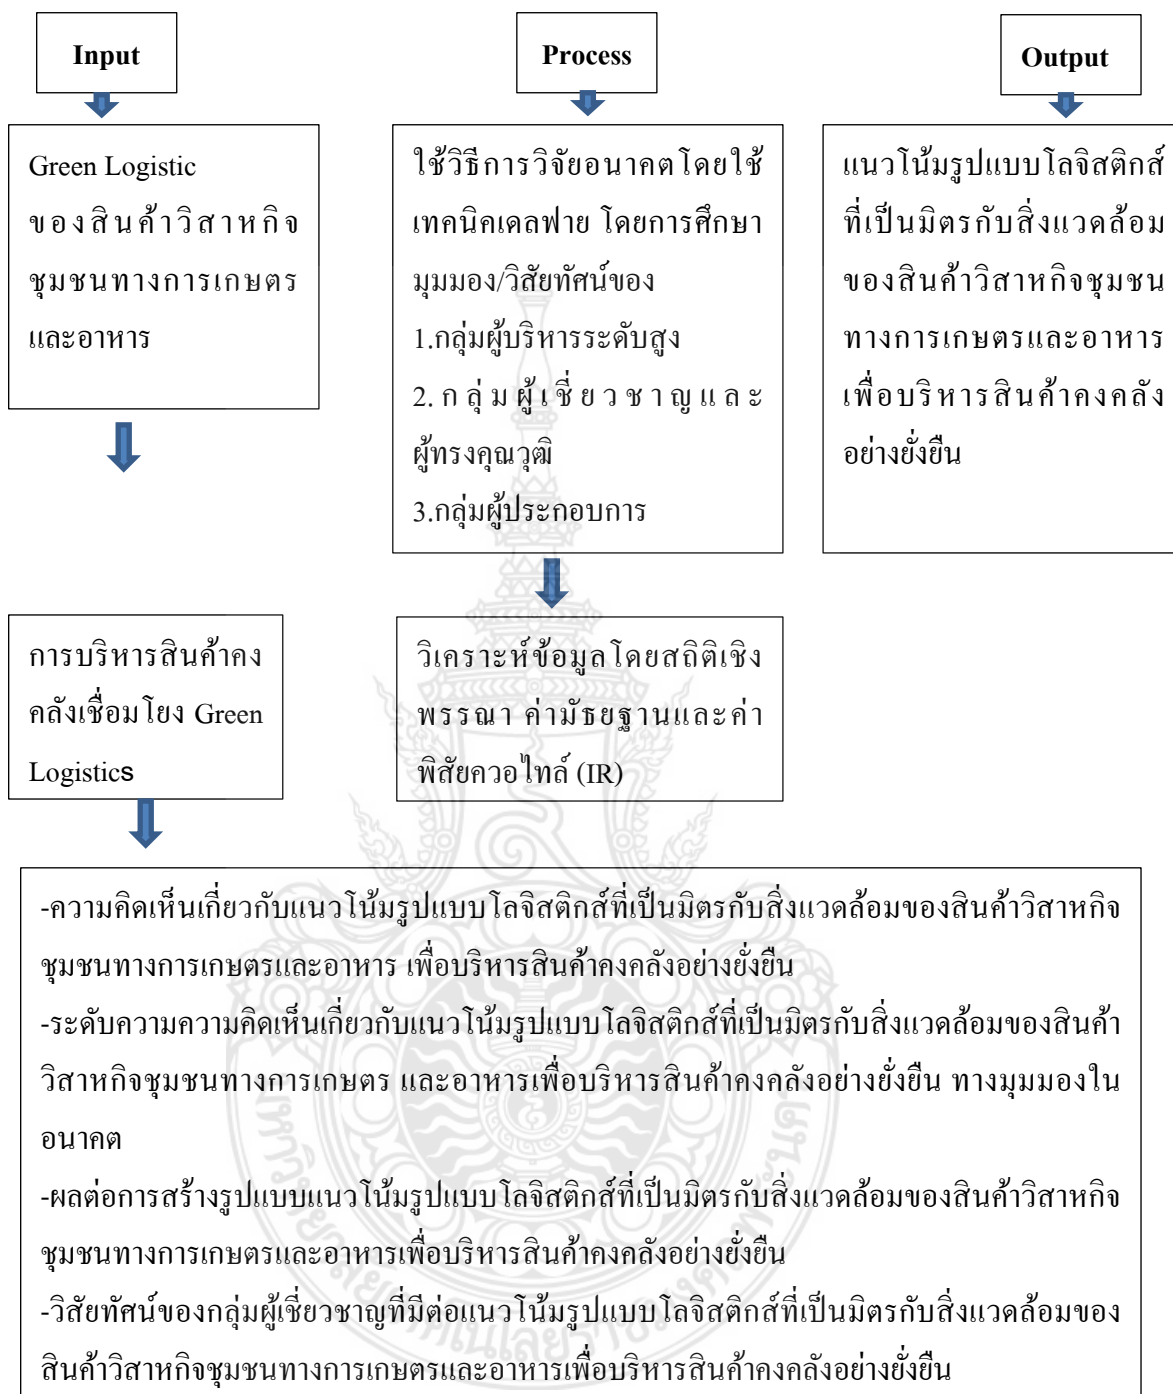 Input
Process
Output
Green Logistic
ของสินค้าวิสาหกิจ
ชุมชนทางการเกษตร
และอาหาร
ใช้วิธีการวิจัยอนาคตโดยใช้
เทคนิคเดลฟาย โดยการศึกษา
มุมมอง/วิสัยทัศน์ของ
1.กลุ่มผู้บริหารระดับสูง
2. กลุ่มผู้เชี่ยวชาญและ
ผู้ทรงคุณวุฒิ
3.กลุ่มผู้ประกอบการ
แนวโน้มรูปแบบโลจิสติกส์
ที่เป็นมิตรกับสิ่งแวดล้อม
ของสินค้าวิสาหกิจชุมชน
ทางการเกษตรและอาหาร
เพื่อบริหารสินค้าคงคลัง
อย่างยั่งยืน
การบริหารสินค้าคง
คลังเชื่อมโยง Green
Logistics
วิเคราะห์ข้อมูลโดยสถิติเชิง
พรรณา ค่ามัธยฐานและค่า
พิสัยควอไทล์ (IR)
-ความคิดเห็นเกี่ยวกับแนวโน้มรูปแบบโลจิสติกส์ที่เป็นมิตรกับสิ่งแวดล้อมของสินค้าวิสาหกิจ
ชุมชนทางการเกษตรและอาหาร เพื่อบริหารสินค้าคงคลังอย่างยั่งยืน
-ระดับความความคิดเห็นเกี่ยวกับแนวโน้มรูปแบบโลจิสติกส์ที่เป็นมิตรกับสิ่งแวดล้อมของสินค้า
วิสาหกิจชุมชนทางการเกษตร และอาหารเพื่อบริหารสินค้าคงคลังอย่างยั่งยืน ทางมุมมองใน
อนาคต
-ผลต่อการสร้างรูปแบบแนวโน้มรูปแบบโลจิสติกส์ที่เป็นมิตรกับสิ่งแวดล้อมของสินค้าวิสาหกิจ
ชุมชนทางการเกษตรและอาหารเพื่อบริหารสินค้าคงคลังอย่างยั่งยืน
-วิสัยทัศน์ของกลุ่มผู้เชี่ยวชาญที่มีต่อแนวโน้มรูปแบบโลจิสติกส์ที่เป็นมิตรกับสิ่งแวดล้อมของ
สินค้าวิสาหกิจชุมชนทางการเกษตรและอาหารเพื่อบริหารสินค้าคงคลังอย่างยั่งยืน